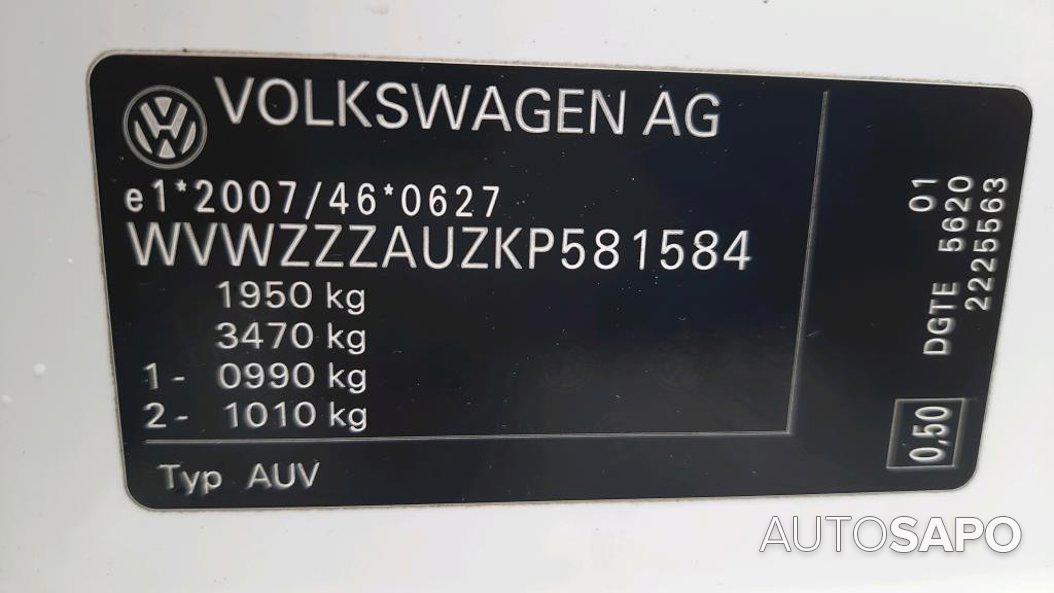 VOLKSWAGEN AG
e1*2007/46*0627
WVWZZZAUZKP581584
1950 kg
3470 kg
1- 0990 kg
2- 1010 kg
Typ AUV
01
DGTE 5620
2225563
0,50
AUTOSAPO